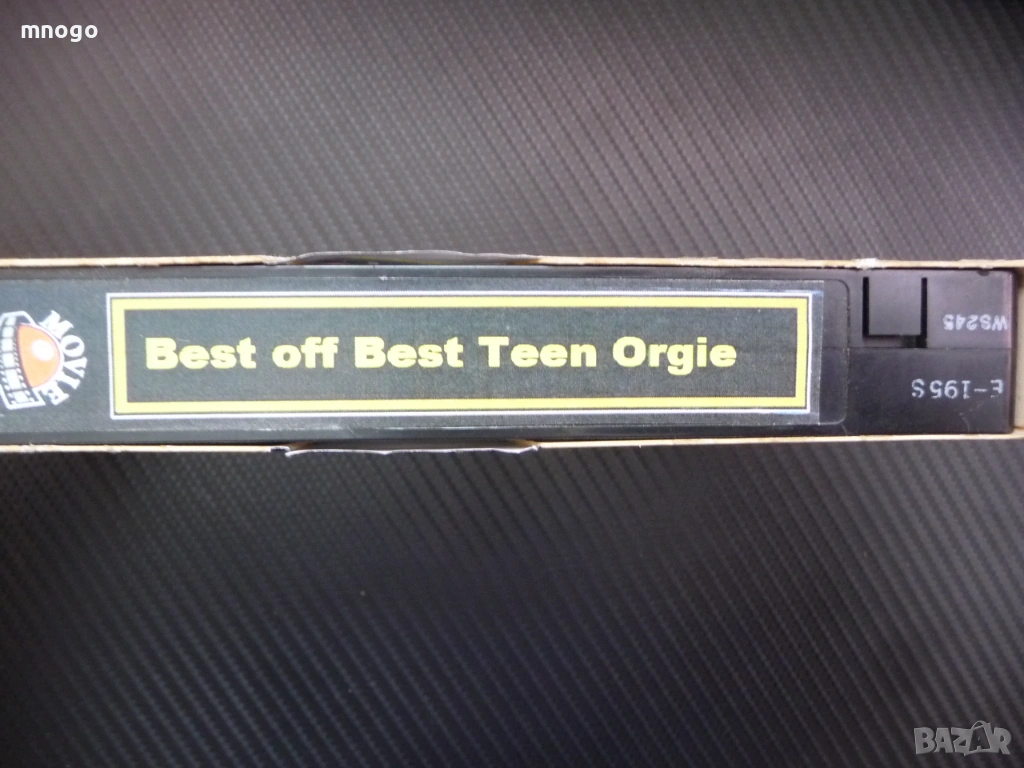 mnogo
MOVIE
Best off Best Teen Orgie
WS245
E-195S
BAZAR